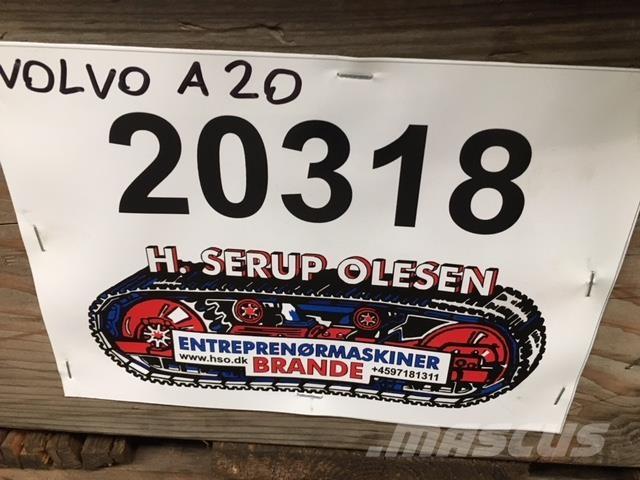 VOLVO A20
20318
H. SERUP OLESEN
ENTREPRENØRMASKINER
www.hso.dk BRANDE +4597181311
MASCUS